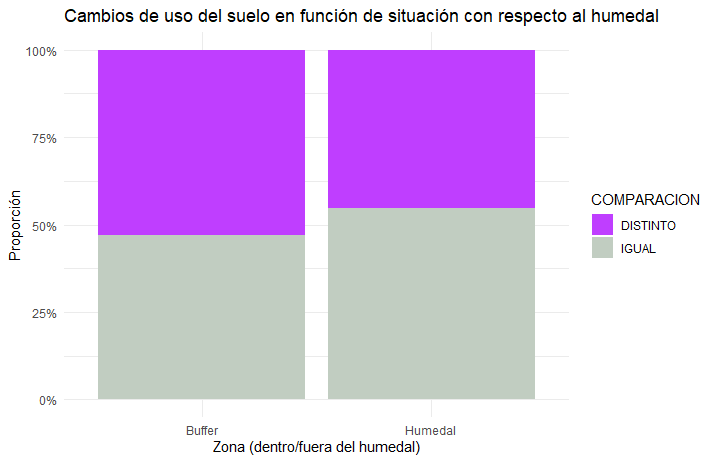 Cambios de uso del suelo en función de situación con respecto al humedal
100%
75%
50%
25%
0%
Proporción
Buffer
Humedal
Zona (dentro/fuera del humedal)
COMPARACION
DISTINTO
IGUAL